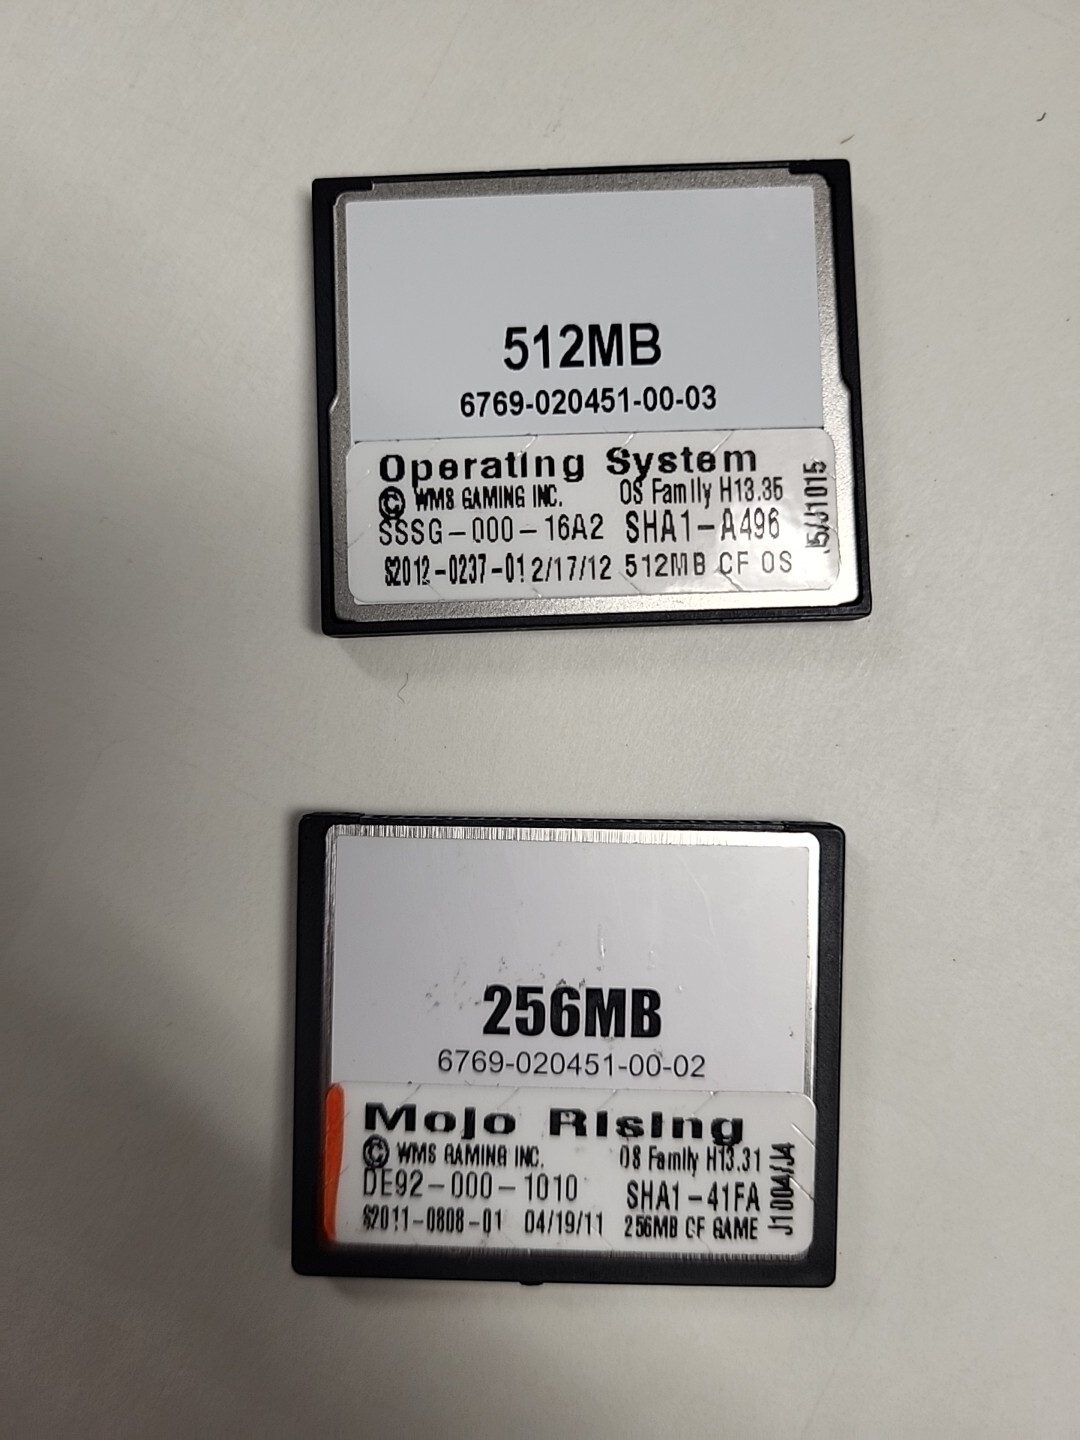 512MB
6769-020451-00-03
Operating System
© WMS GAMING INC. OS Family H13.35
SSSG-000-16A2 SHA1-A496
S2012-0237-01 2/17/12 512MB CF OS
J5/J1015
256MB
6769-020451-00-02
Mojo Rising
© WMS GAMING INC. OS Family H13.31
DE92-000-1010 SHA1-41FA
S2011-0808-01 04/19/11 256MB CF GAME
J1004/J4